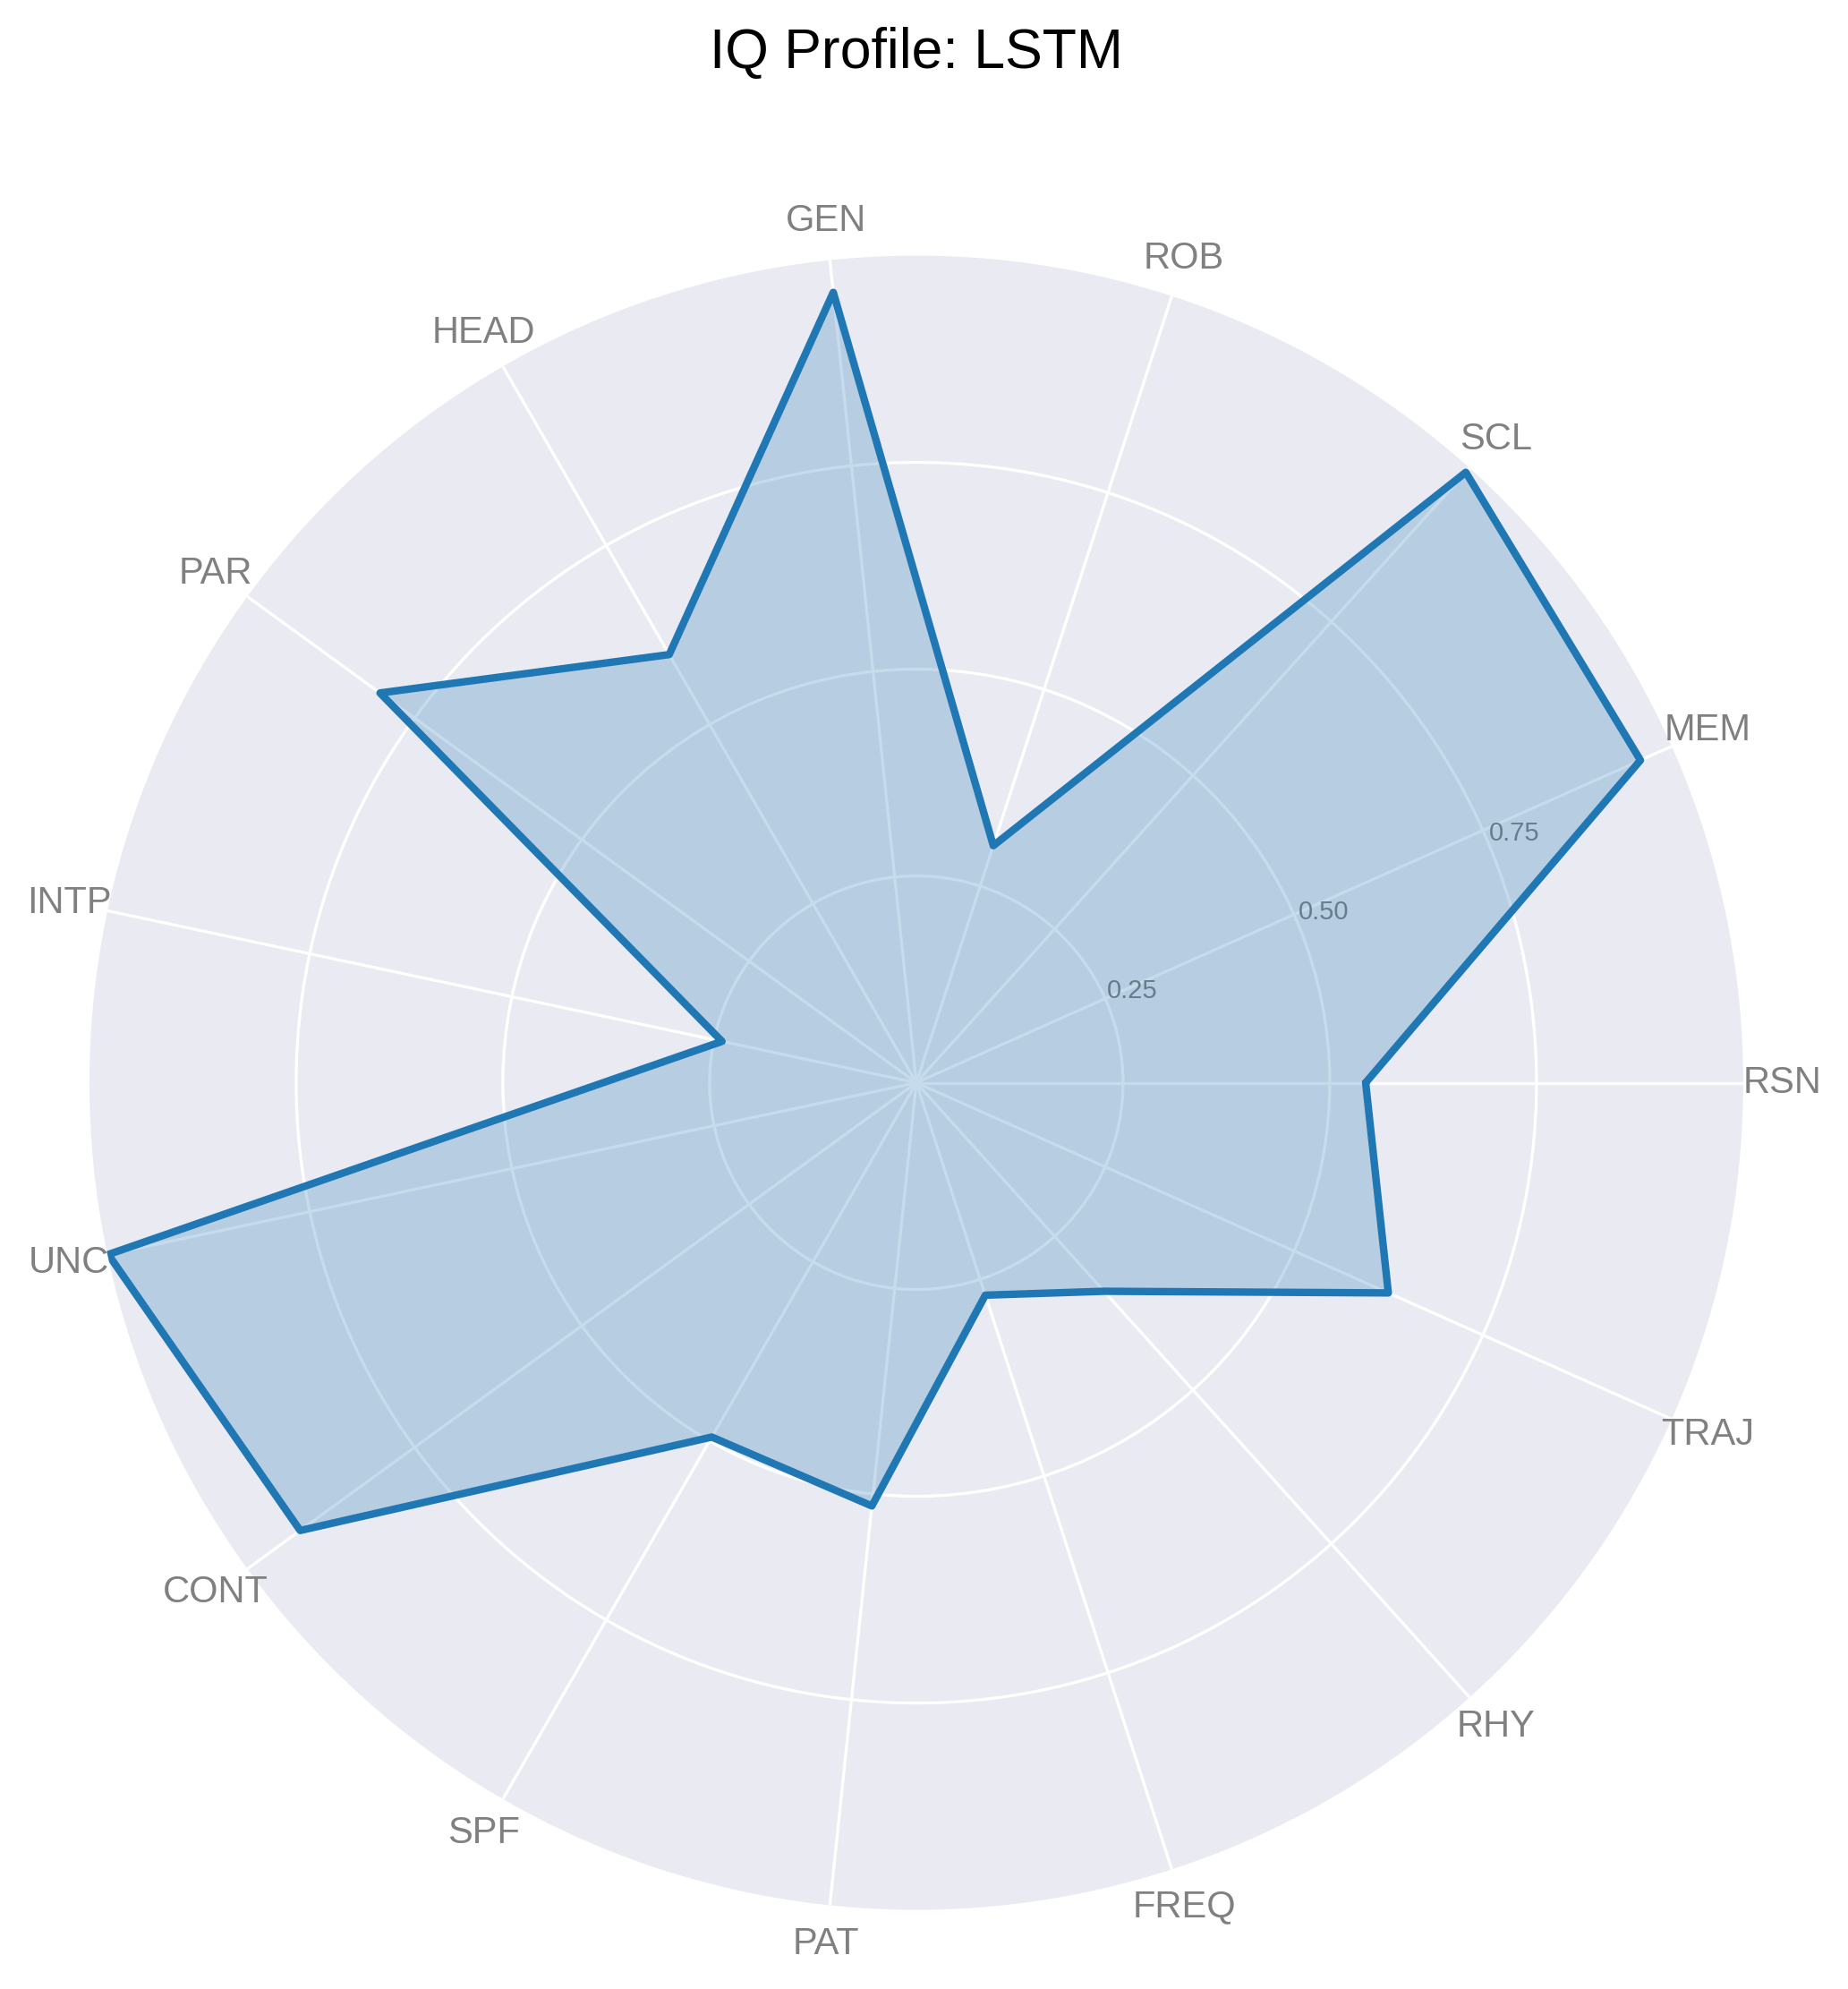 IQ Profile: LSTM
GEN
ROB
HEAD
SCL
PAR
MEM
0.75
INTP
0.50
0.25
RSN
UNC
TRAJ
CONT
RHY
SPF
FREQ
PAT